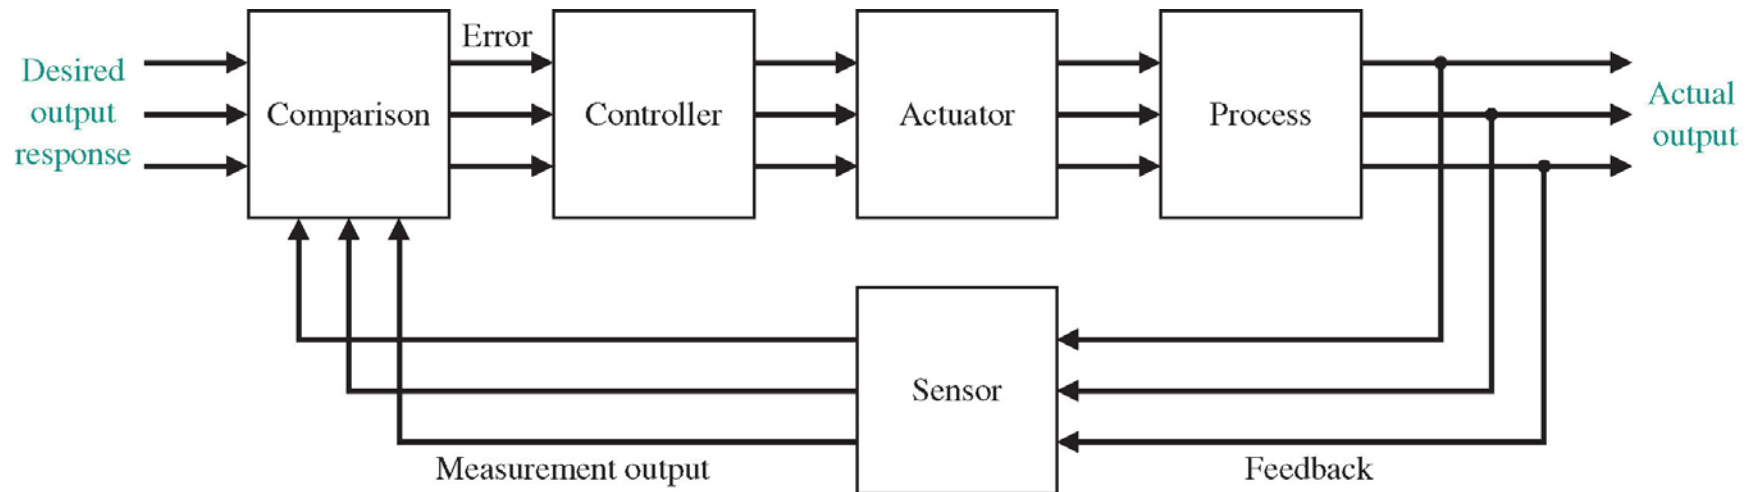 Desired
output
response
Comparison
Error
Controller
Actuator
Process
Actual
output
Sensor
Measurement output
Feedback